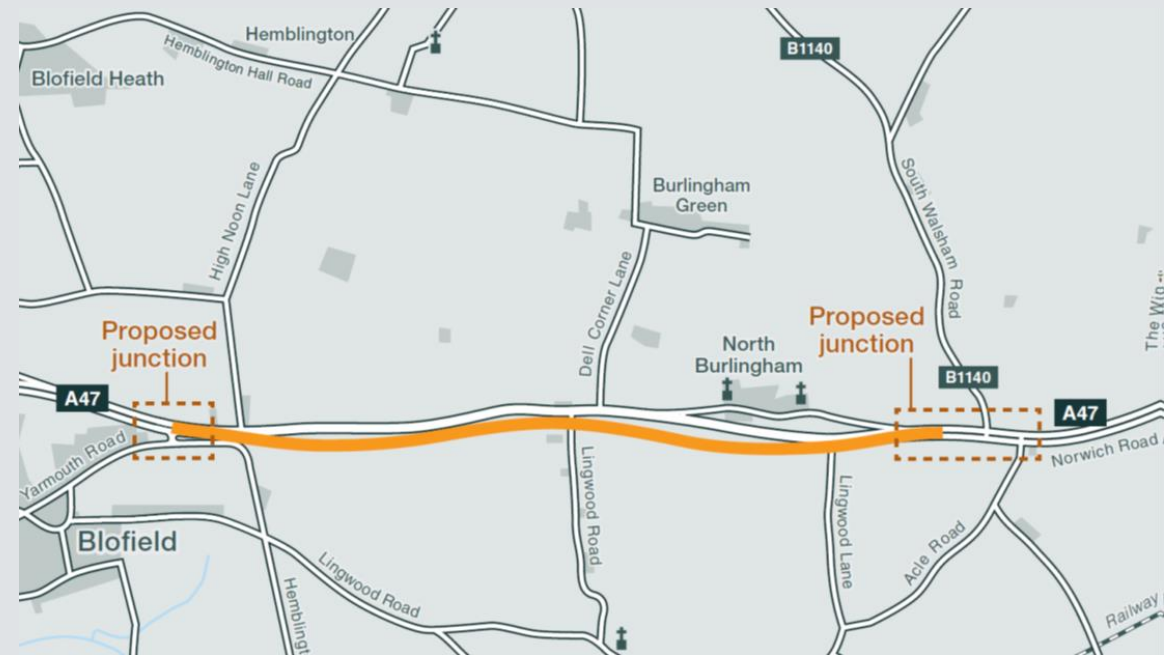 Hemblington
B1140
Hemblington Hall Road
Blofield Heath
High Noon Lane
Burlingham
Green
South Walsham Road
Dell Corner Lane
Proposed
junction
North
Burlingham
Proposed
junction
B1140
A47
A47
Norwich Road
Yarmouth Road
Blofield
Lingwood Road
Lingwood Road
Lingwood Lane
Acle Road
Railway
The